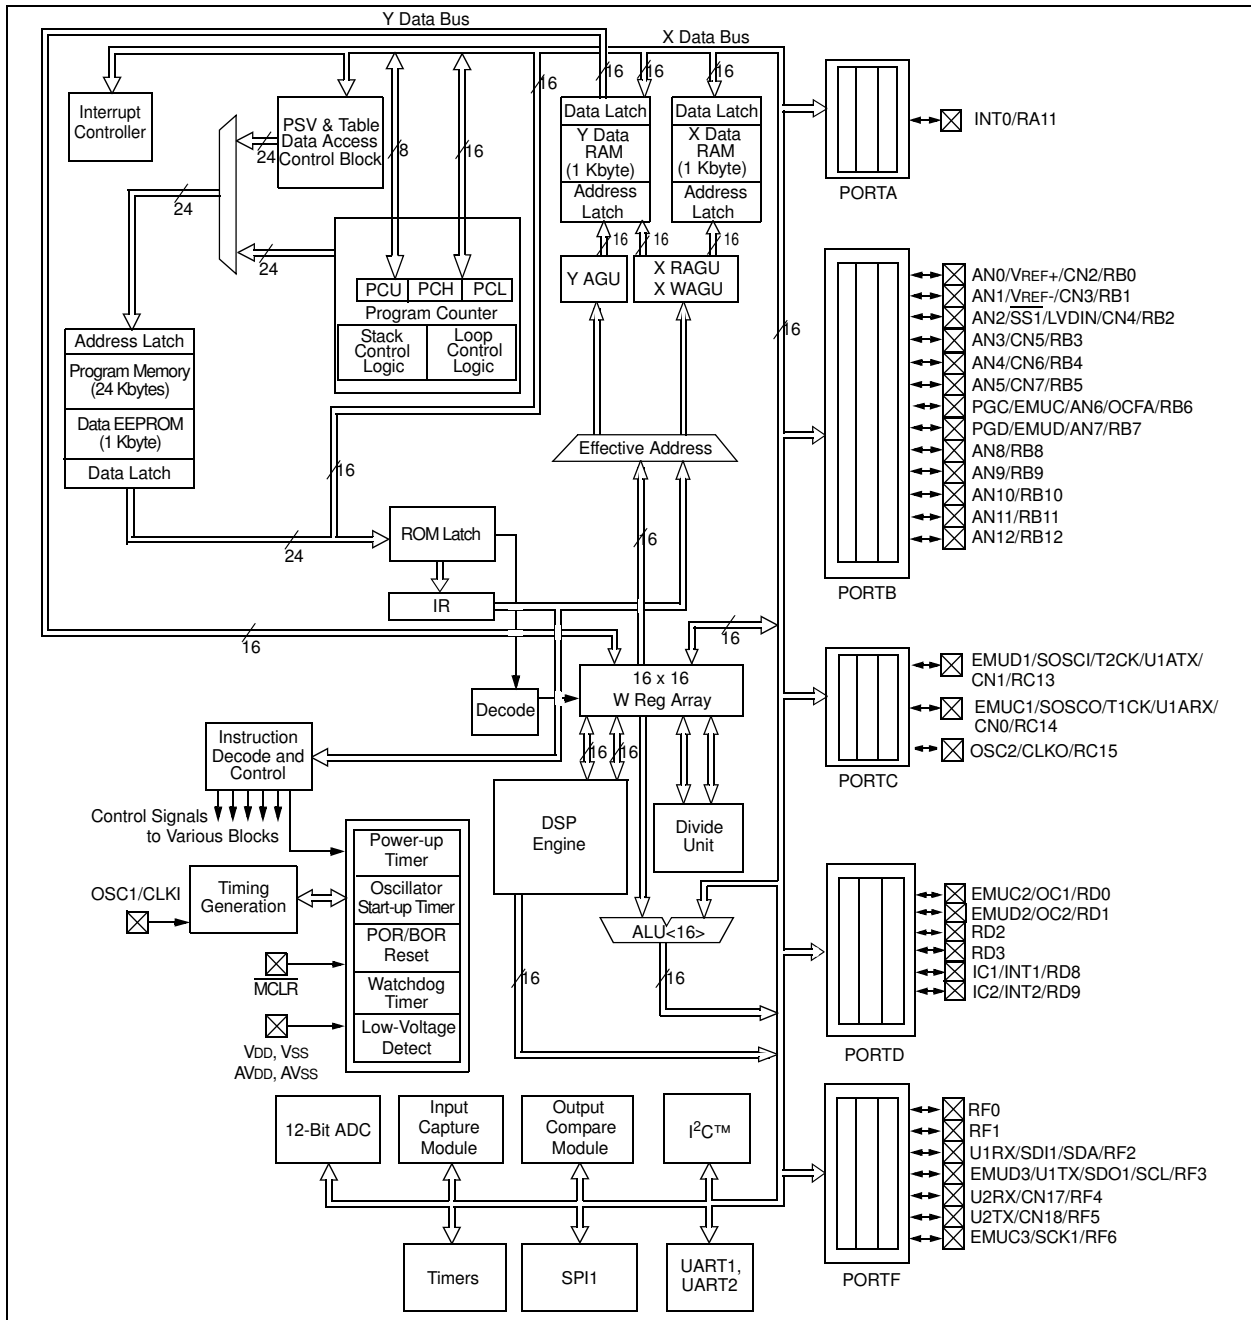 Y Data Bus
X Data Bus
16
16
16
16
Interrupt
Controller
PSV & Table
Data Access
Control Block
24
8
16
24
24
Data Latch
Y Data
RAM
(1 Kbyte)
Address
Latch
Data Latch
X Data
RAM
(1 Kbyte)
Address
Latch
16
16
16
Y AGU
X RAGU
X WAGU
PCU
PCH
PCL
Program Counter
Stack
Control
Logic
Loop
Control
Logic
Address Latch
Program Memory
(24 Kbytes)
Data EEPROM
(1 Kbyte)
Data Latch
16
16
24
Effective Address
ROM Latch
16
IR
16
16
16 x 16
W Reg Array
Decode
Instruction
Decode and
Control
16
16
Control Signals
to Various Blocks
DSP
Engine
Divide
Unit
OSC1/CLKI
Timing
Generation
Power-up
Timer
Oscillator
Start-up Timer
POR/BOR
Reset
Watchdog
Timer
Low-Voltage
Detect
MCLR
VDD, VSS
AVDD, AVSS
ALU<16>
16
16
12-Bit ADC
Input
Capture
Module
Output
Compare
Module
I2C™
Timers
SPI1
UART1,
UART2
INT0/RA11
PORTA
AN0/VREF+/CN2/RB0
AN1/VREF-/CN3/RB1
AN2/SS1/LVDIN/CN4/RB2
AN3/CN5/RB3
AN4/CN6/RB4
AN5/CN7/RB5
PGC/EMUC/AN6/OCFA/RB6
PGD/EMUD/AN7/RB7
AN8/RB8
AN9/RB9
AN10/RB10
AN11/RB11
AN12/RB12
PORTB
EMUD1/SOSCI/T2CK/U1ATX/
CN1/RC13
EMUC1/SOSCO/T1CK/U1ARX/
CN0/RC14
OSC2/CLKO/RC15
PORTC
EMUC2/OC1/RD0
EMUD2/OC2/RD1
RD2
RD3
IC1/INT1/RD8
IC2/INT2/RD9
PORTD
RF0
RF1
U1RX/SDI1/SDA/RF2
EMUD3/U1TX/SDO1/SCL/RF3
U2RX/CN17/RF4
U2TX/CN18/RF5
EMUC3/SCK1/RF6
PORTF